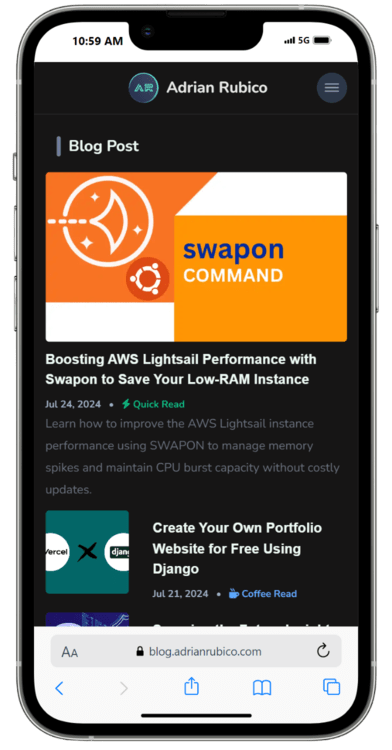 10:59 AM
5G
AR
Adrian Rubico
Blog Post
swapon
COMMAND
Boosting AWS Lightsail Performance with
Swapon to Save Your Low-RAM Instance
Jul 24, 2024 • Quick Read
Learn how to improve the AWS Lightsail instance
performance using SWAPON to manage memory
spikes and maintain CPU burst capacity without costly
updates.
Create Your Own Portfolio
Website for Free Using
Django
Jul 21, 2024 • Coffee Read
AA
blog.adrianrubico.com